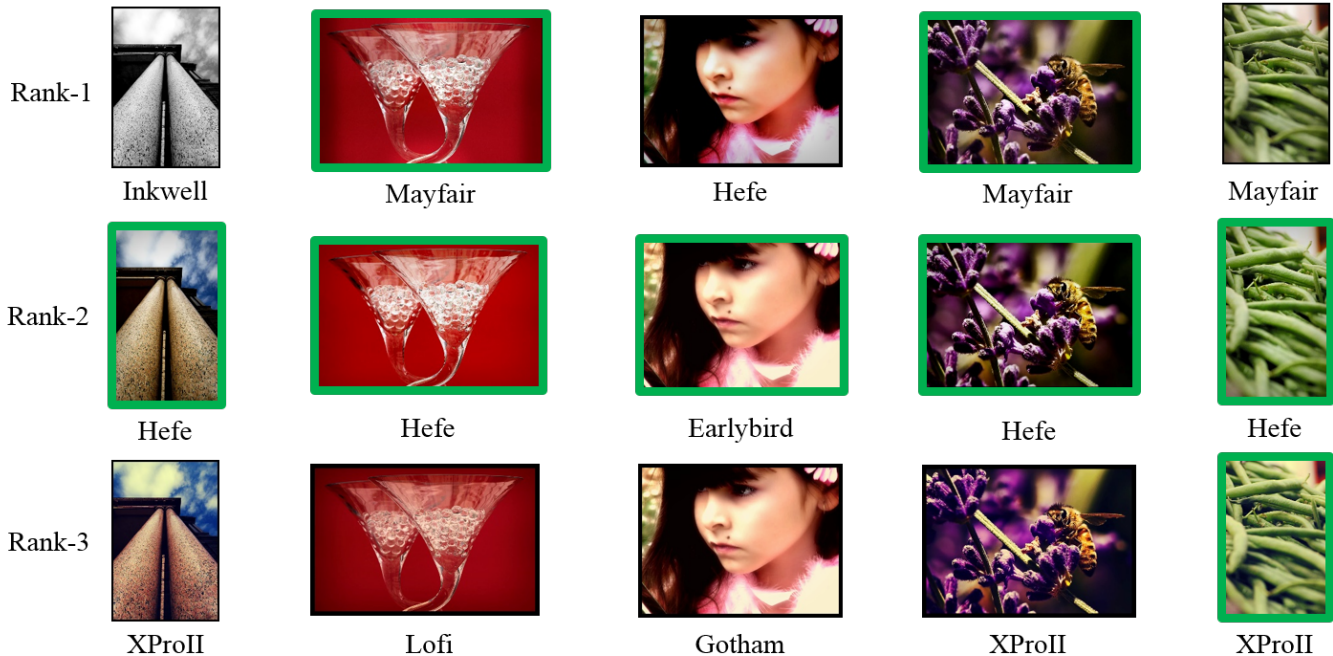 Rank-1
Inkwell Mayfair Hefe Mayfair Mayfair
Rank-2
Hefe Hefe Earlybird Hefe Hefe
Rank-3
XProII Lofi Gotham XProII XProII